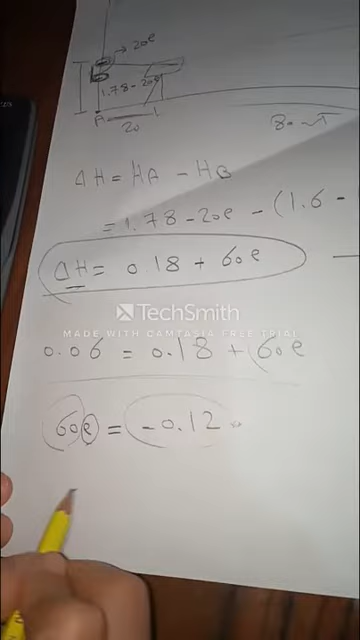 → 20e
1.78 - 20e
A
20
80
ΔH = HA - HB
= 1.78 - 20e - (1.6 -
ΔH = 0.18 + 60e
TechSmith
MADE WITH CAMTASIA FREE TRIAL
0.06 = 0.18 + 60e
60e = -0.12